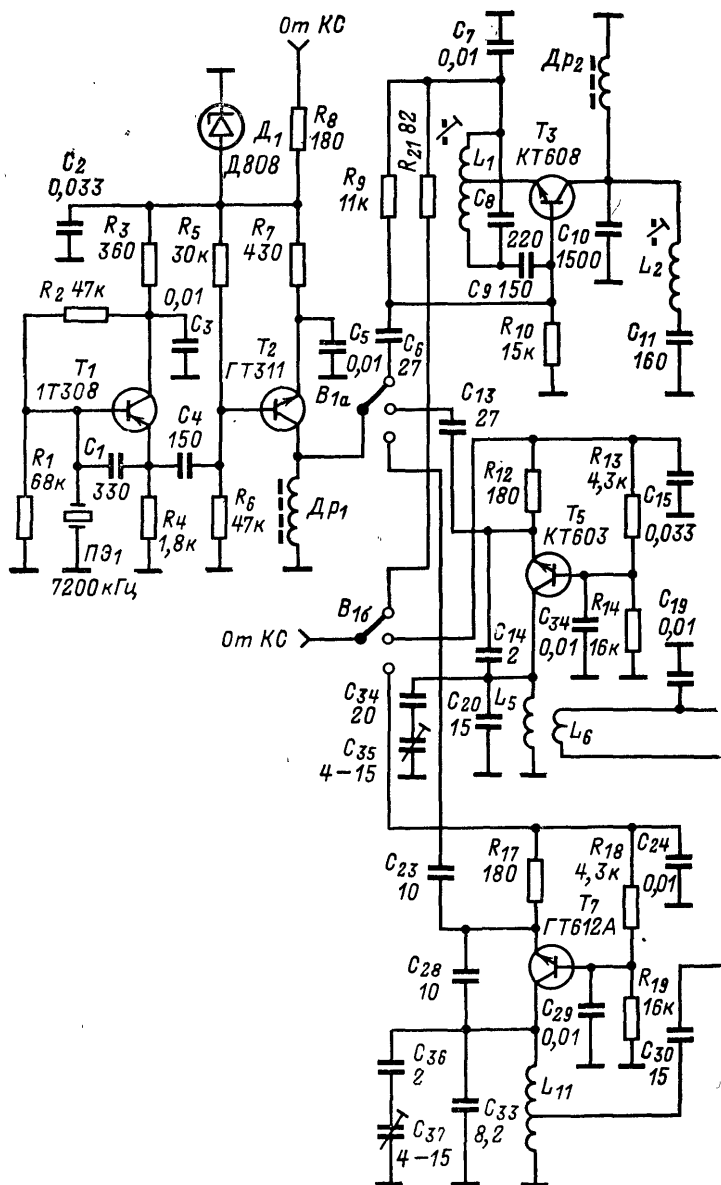 От КС
C7
0,01
Др2
R8
180
Д1
Д808
R21 82
T3
КТ608
L1
C2
0,033
R9
11к
C8
220
C10
1500
R3
360
R5
30к
R7
430
L2
C9 150
R2 47к
0,01
C3
T1
1Т308
T2
ГТ311
C5
0,01
C6
27
R10
15к
C11
160
В1а
C4
150
C13
27
R1
68к
C1
330
R6
47к
R12
180
R13
4,3к
C15
0,033
Др1
T5
КТ603
ПЭ1
7200 кГц
R4
1,8к
В1б
От КС
C14
2
C34
0,01
R14
16к
C19
0,01
C34
20
C20
15
L5
L6
C35
4–15
C23
10
R17
180
R18
4,3к
C24
0,01
T7
ГТ612А
C28
10
C29
0,01
R19
16к
C30
15
C36
2
L11
C37
4–15
C33
8,2